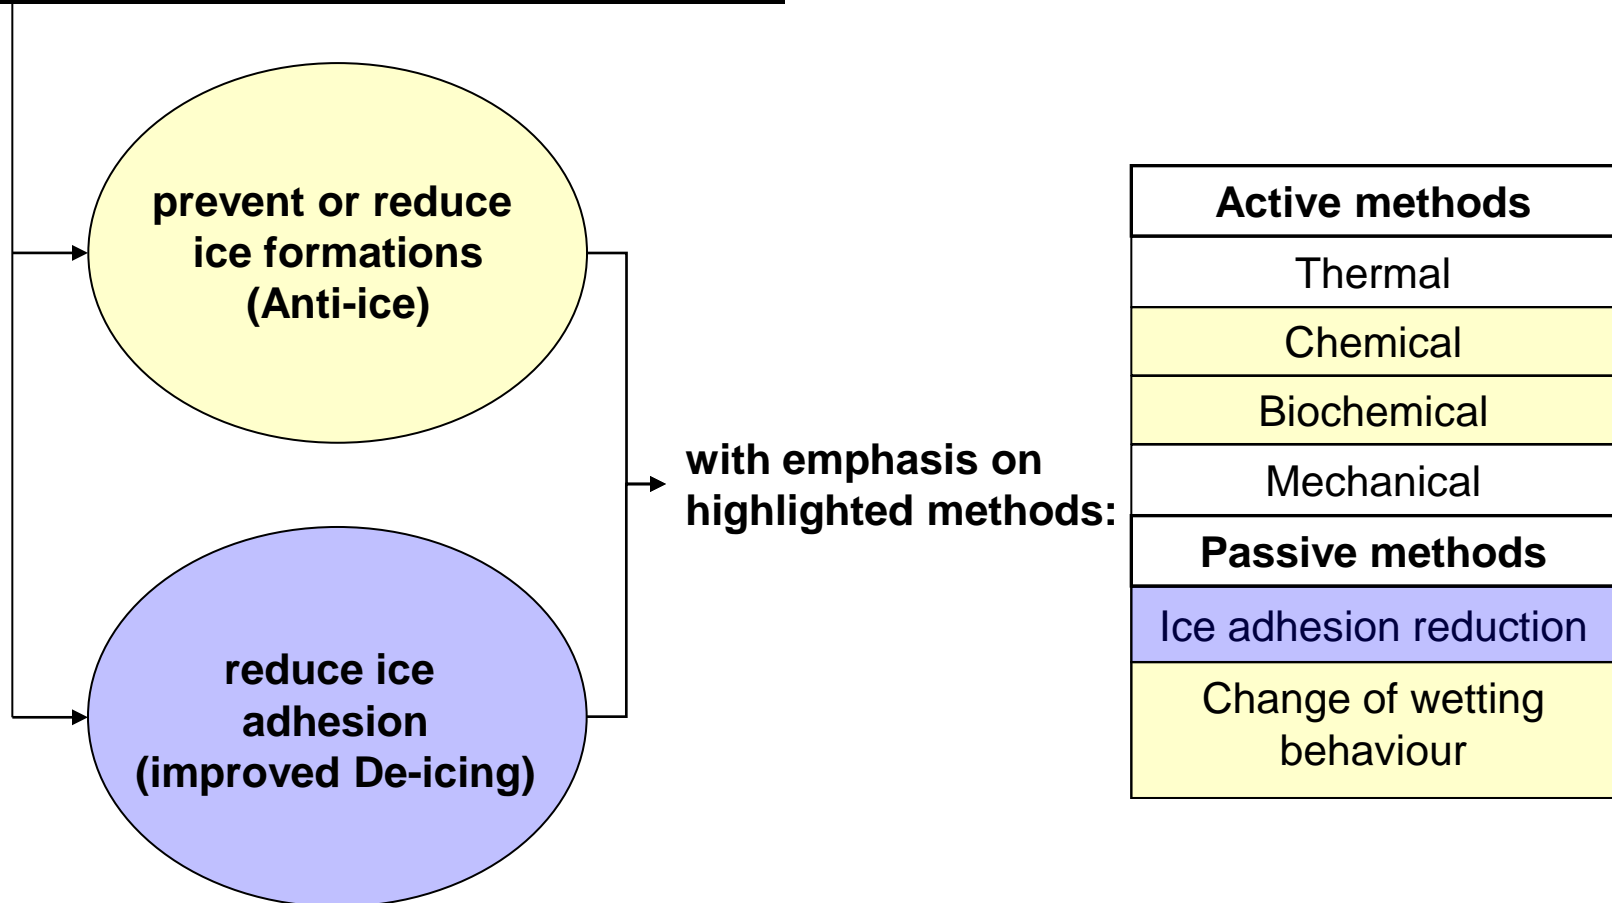 prevent or reduce
ice formations
(Anti-ice)
reduce ice
adhesion
(improved De-icing)
with emphasis on
highlighted methods:
Active methods
Thermal
Chemical
Biochemical
Mechanical
Passive methods
Ice adhesion reduction
Change of wetting
behaviour